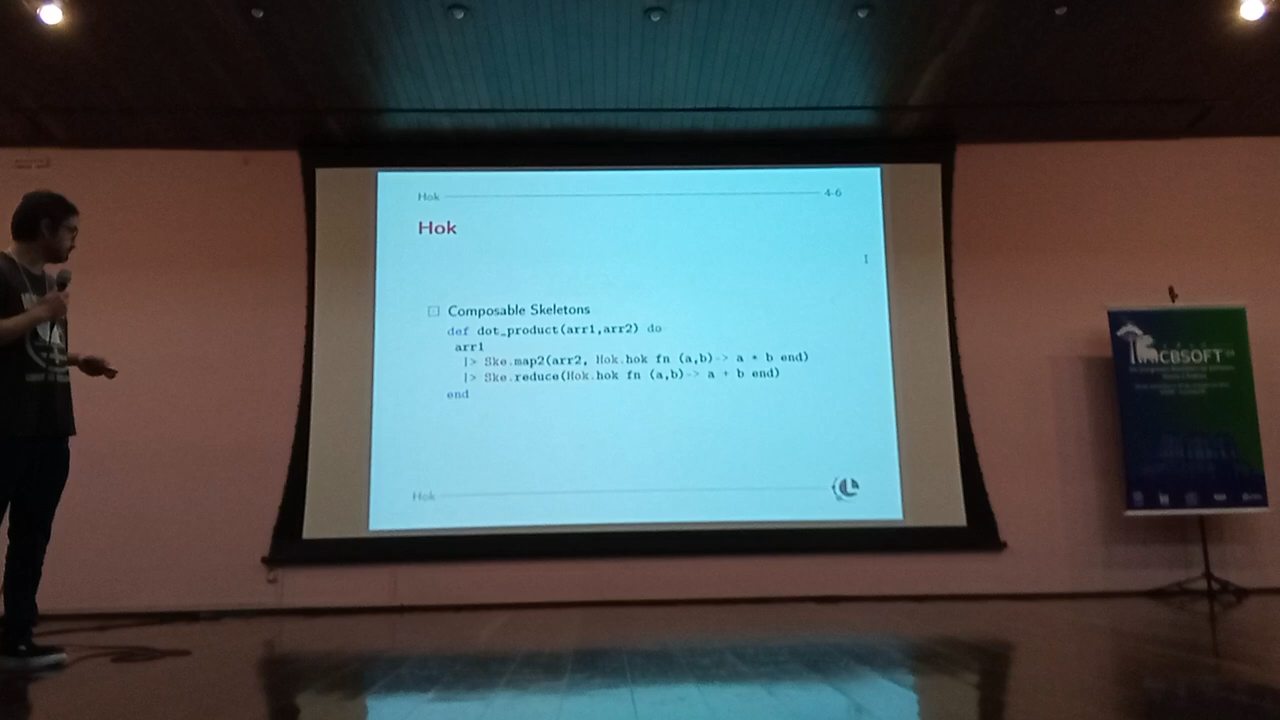 Hok 4-6
Hok
Composable Skeletons
def dot_product(arr1,arr2) do
arr1
|> Ske.map2(arr2, Hok.hok fn (a,b) -> a * b end)
|> Ske.reduce(Hok.hok fn (a,b) -> a + b end)
end
Hok
CBSOFT